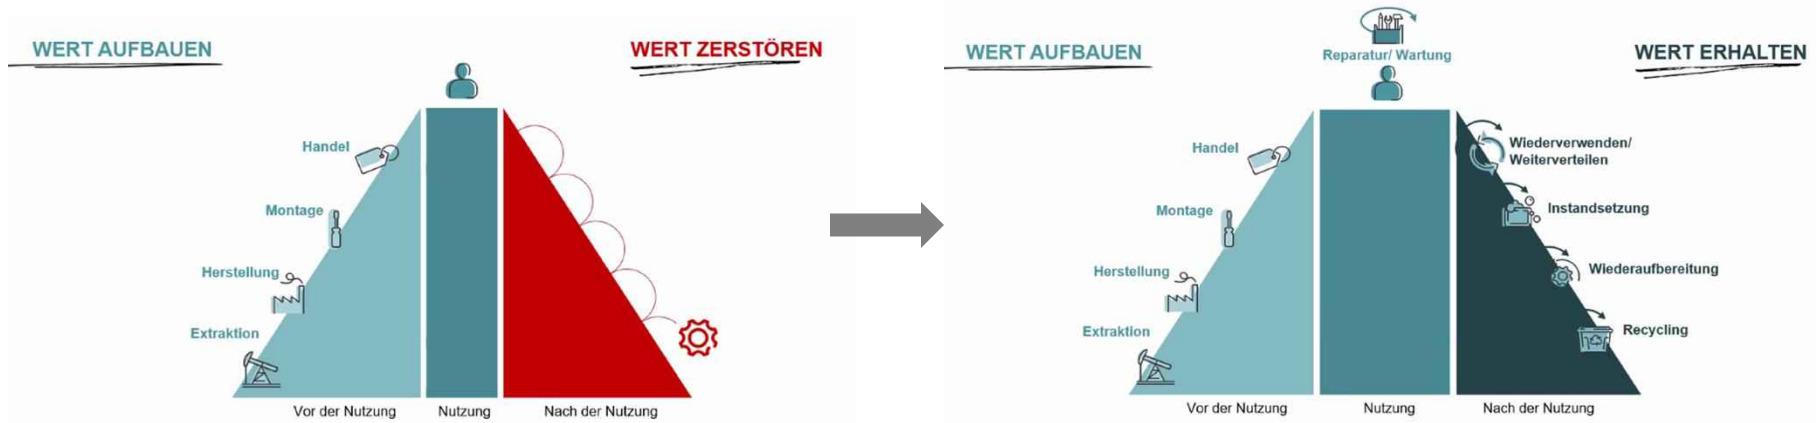 WERT AUFBAUEN
WERT ZERSTÖREN
Handel
Montage
Herstellung
Extraktion
Vor der Nutzung
Nutzung
Nach der Nutzung
WERT AUFBAUEN
Reparatur/ Wartung
WERT ERHALTEN
Handel
Montage
Herstellung
Extraktion
Wiederverwenden/
Weiterverteilen
Instandsetzung
Wiederaufbereitung
Recycling
Vor der Nutzung
Nutzung
Nach der Nutzung